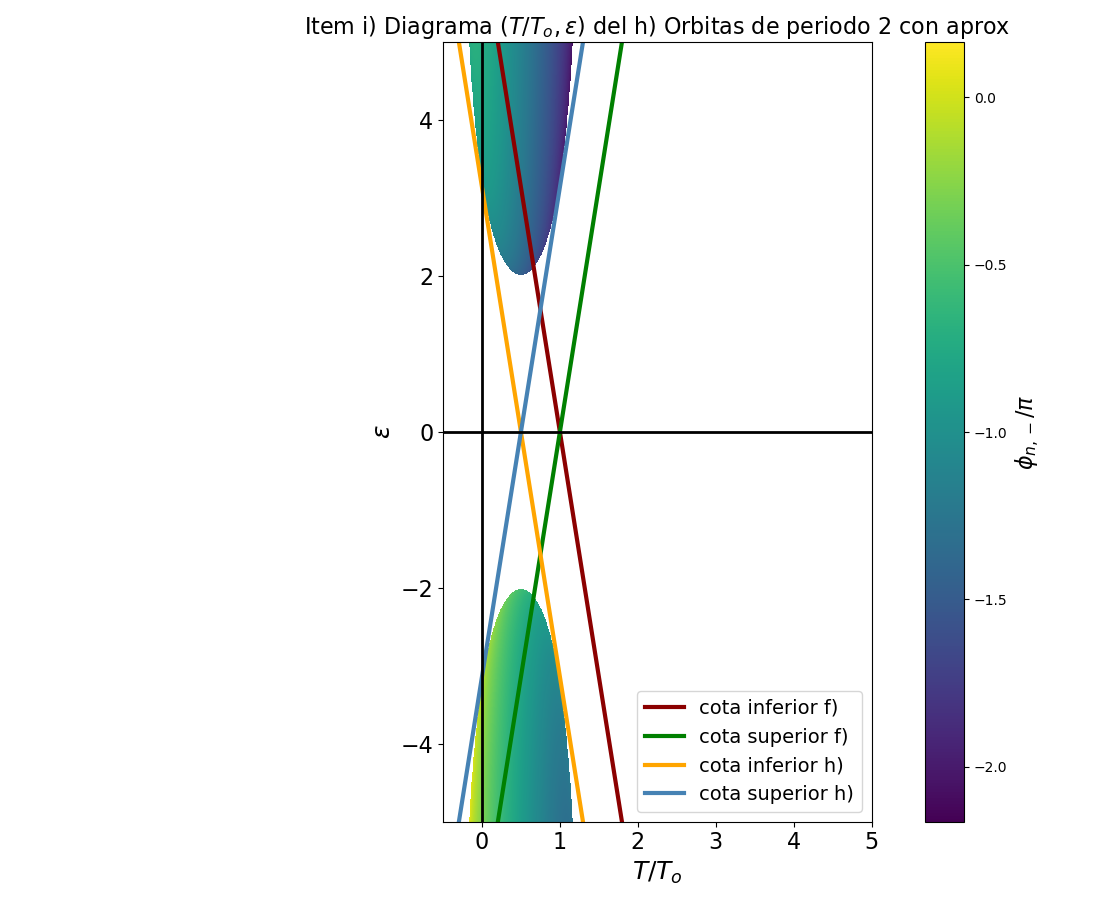 Item i) Diagrama (T/T_o, ε) del h) Orbitas de periodo 2 con aprox
4
2
0
−2
−4
ε
0 1 2 3 4 5
T/T_o
cota inferior f)
cota superior f)
cota inferior h)
cota superior h)
0.0
−0.5
−1.0
−1.5
−2.0
ϕ_{n, −}/π